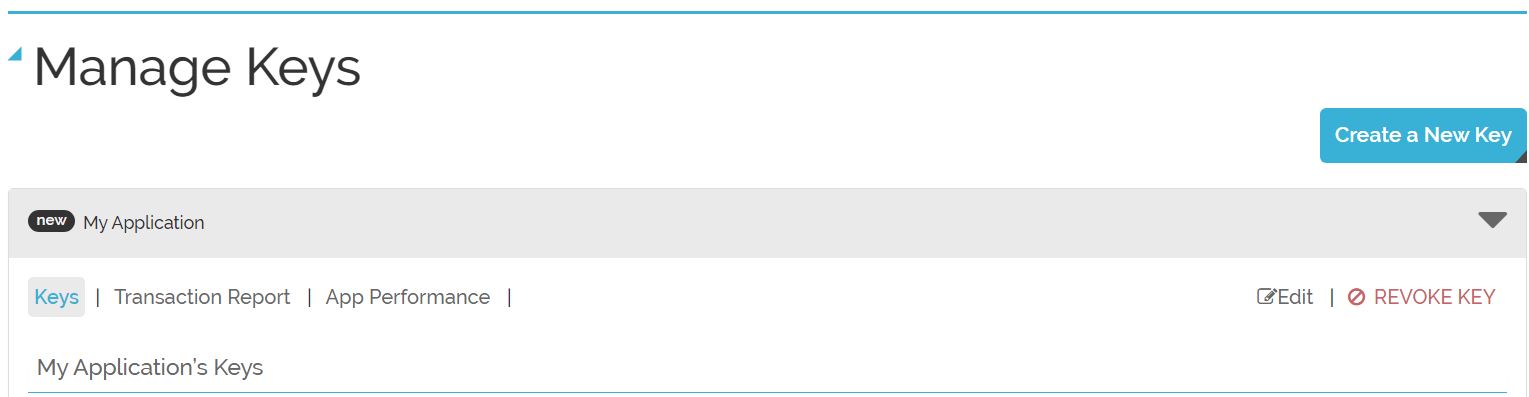 Manage Keys
Create a New Key
new My Application
Keys | Transaction Report | App Performance | Edit | REVOKE KEY
My Application's Keys